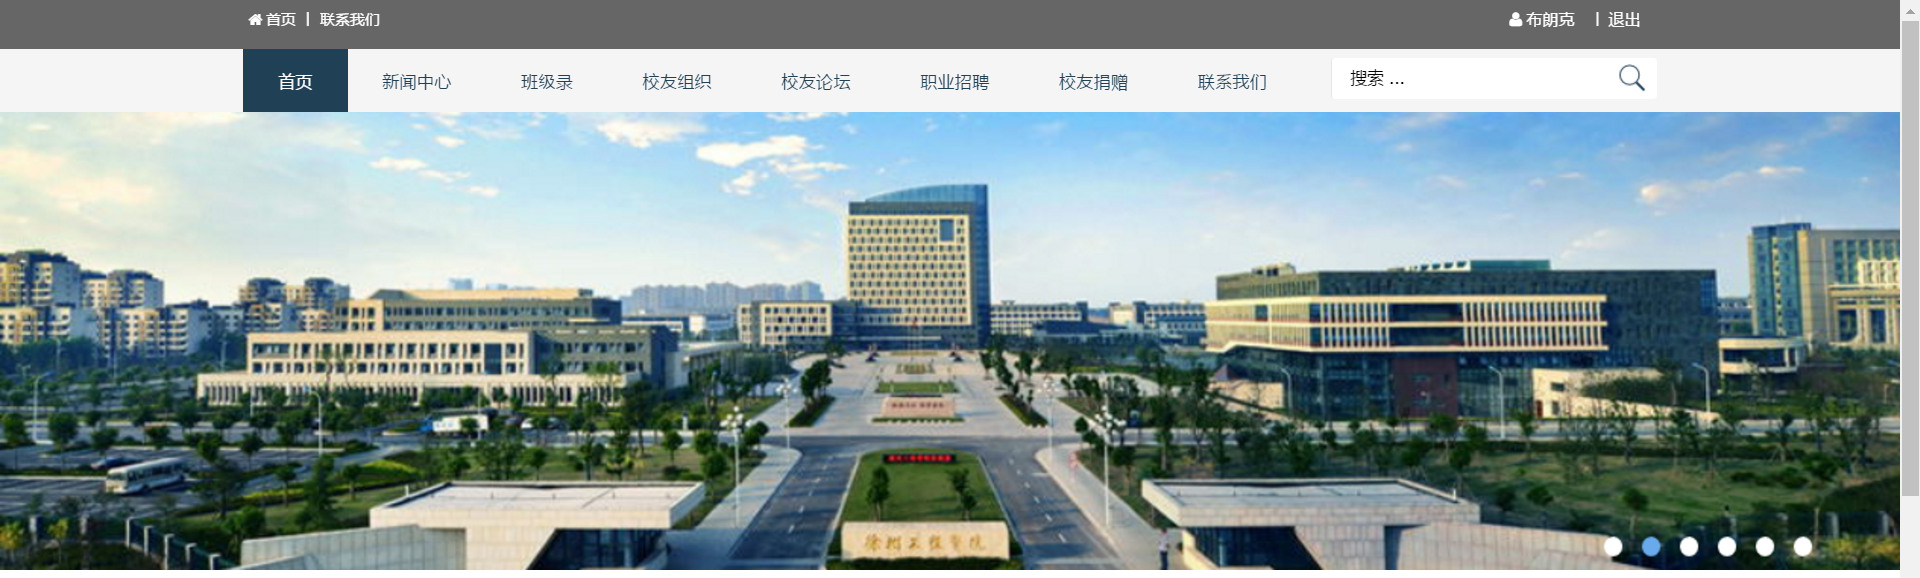 首页 | 联系我们
布朗克 | 退出
首页 新闻中心 班级录 校友组织 校友论坛 职业招聘 校友捐赠 联系我们 搜索 ...
徐州工程学院